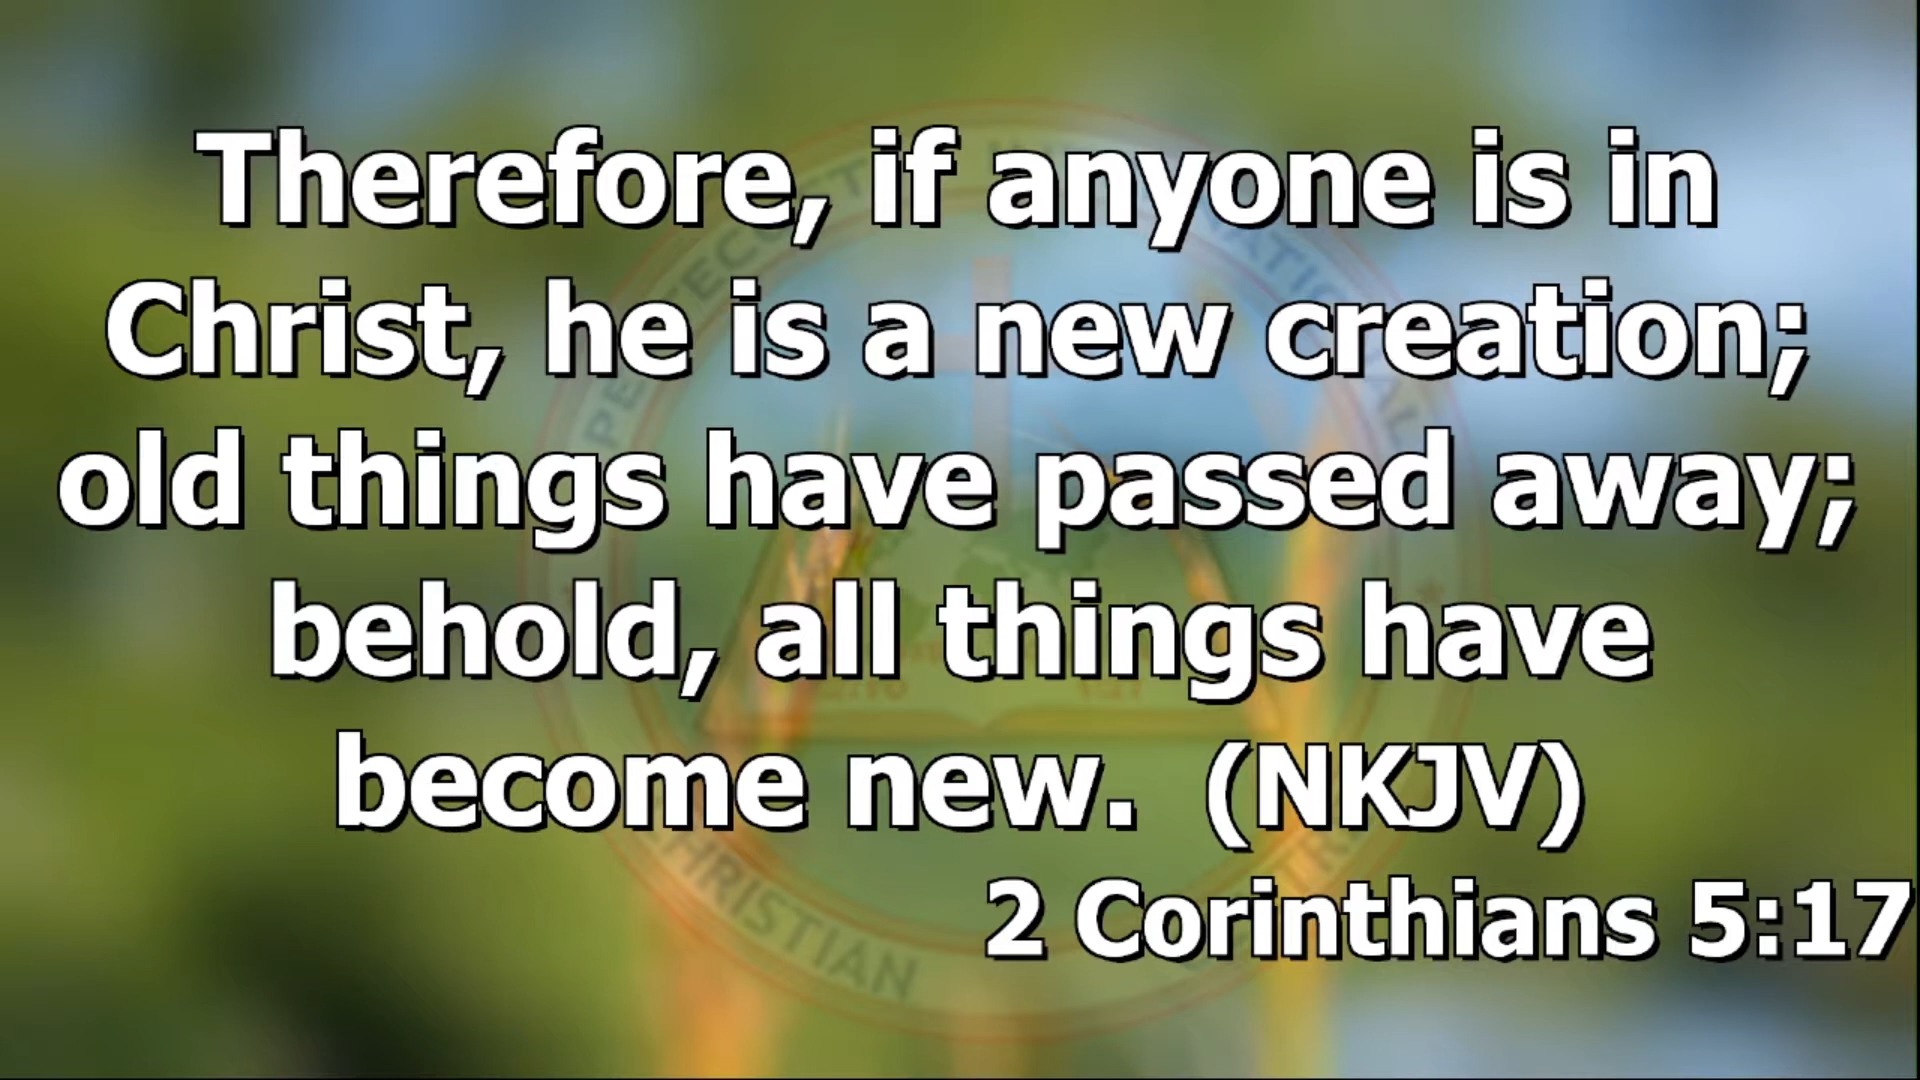 Therefore, if anyone is in
Christ, he is a new creation;
old things have passed away;
behold, all things have
become new.  (NKJV)
2 Corinthians 5:17
CHRISTIAN